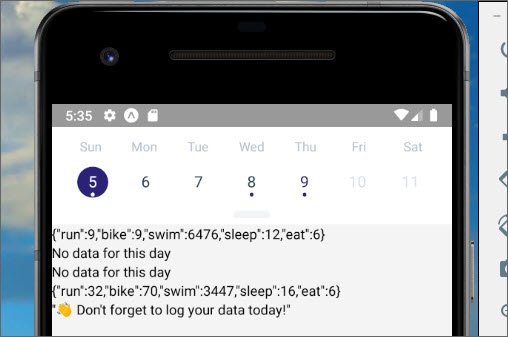 5:35
Sun Mon Tue Wed Thu Fri Sat
5 6 7 8 9 10 11
{"run":9,"bike":9,"swim":6476,"sleep":12,"eat":6}
No data for this day
No data for this day
{"run":32,"bike":70,"swim":3447,"sleep":16,"eat":6}
"👋 Don't forget to log your data today!"